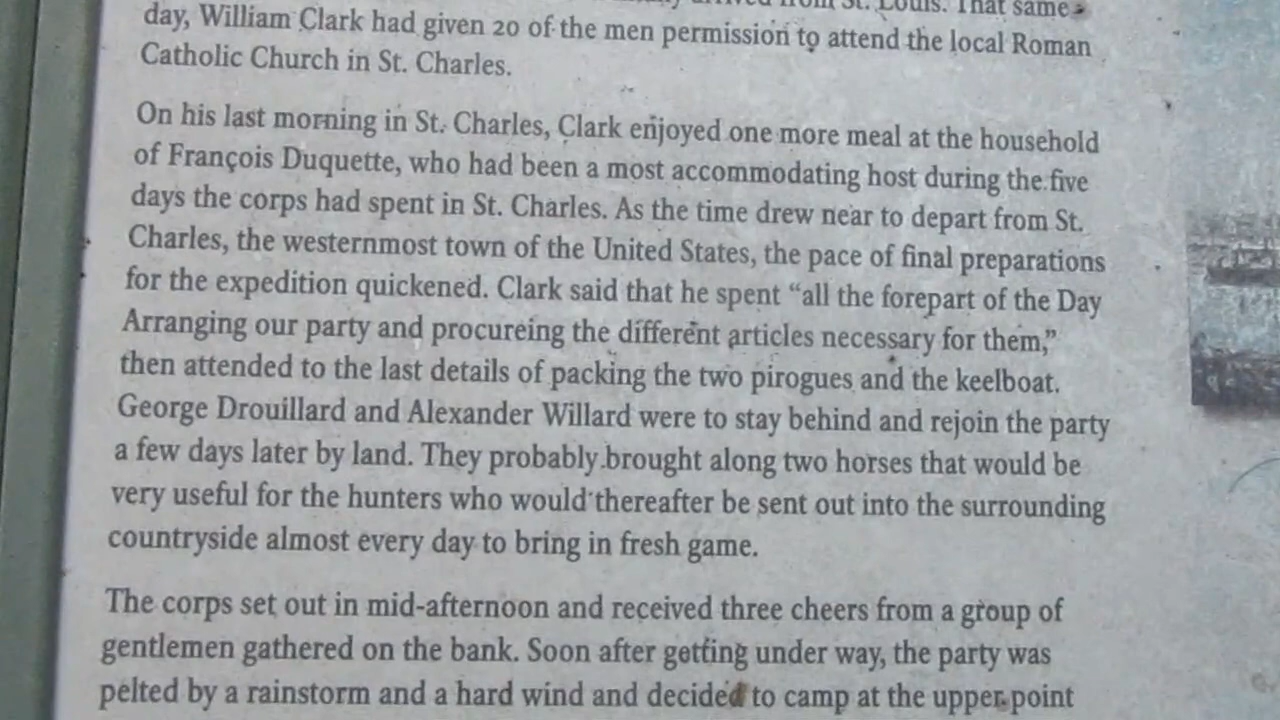 from St. Louis. That same
day, William Clark had given 20 of the men permission to attend the local Roman
Catholic Church in St. Charles.
On his last morning in St. Charles, Clark enjoyed one more meal at the household
of François Duquette, who had been a most accommodating host during the five
days the corps had spent in St. Charles. As the time drew near to depart from St.
Charles, the westernmost town of the United States, the pace of final preparations
for the expedition quickened. Clark said that he spent “all the forepart of the Day
Arranging our party and procureing the different articles necessary for them,”
then attended to the last details of packing the two pirogues and the keelboat.
George Drouillard and Alexander Willard were to stay behind and rejoin the party
a few days later by land. They probably brought along two horses that would be
very useful for the hunters who would thereafter be sent out into the surrounding
countryside almost every day to bring in fresh game.
The corps set out in mid-afternoon and received three cheers from a group of
gentlemen gathered on the bank. Soon after getting under way, the party was
pelted by a rainstorm and a hard wind and decided to camp at the upper point